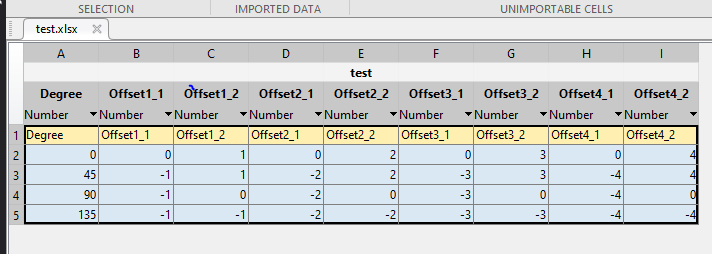 SELECTION IMPORTED DATA UNIMPORTABLE CELLS
test.xlsx x
A B C D E F G H I
test
Degree Offset1_1 Offset1_2 Offset2_1 Offset2_2 Offset3_1 Offset3_2 Offset4_1 Offset4_2
Number Number Number Number Number Number Number Number Number
1 Degree Offset1_1 Offset1_2 Offset2_1 Offset2_2 Offset3_1 Offset3_2 Offset4_1 Offset4_2
2 0 0 1 0 2 0 3 0 4
3 45 -1 1 -2 2 -3 3 -4 4
4 90 -1 0 -2 0 -3 0 -4 0
5 135 -1 -1 -2 -2 -3 -3 -4 -4